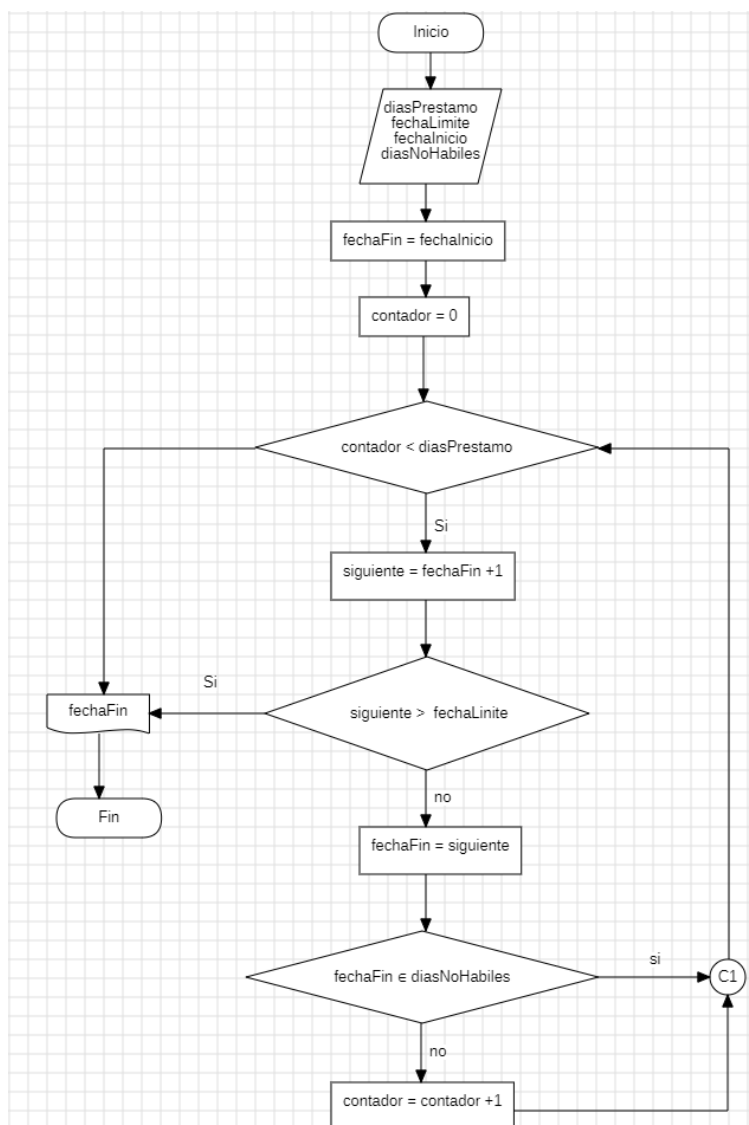 Inicio
diasPrestamo
fechaLimite
fechaInicio
diasNoHabiles
fechaFin = fechaInicio
contador = 0
contador < diasPrestamo
Si
siguiente = fechaFin +1
Si
siguiente > fechaLinite
fechaFin
no
Fin
fechaFin = siguiente
fechaFin ∈ diasNoHabiles
si
C1
no
contador = contador +1